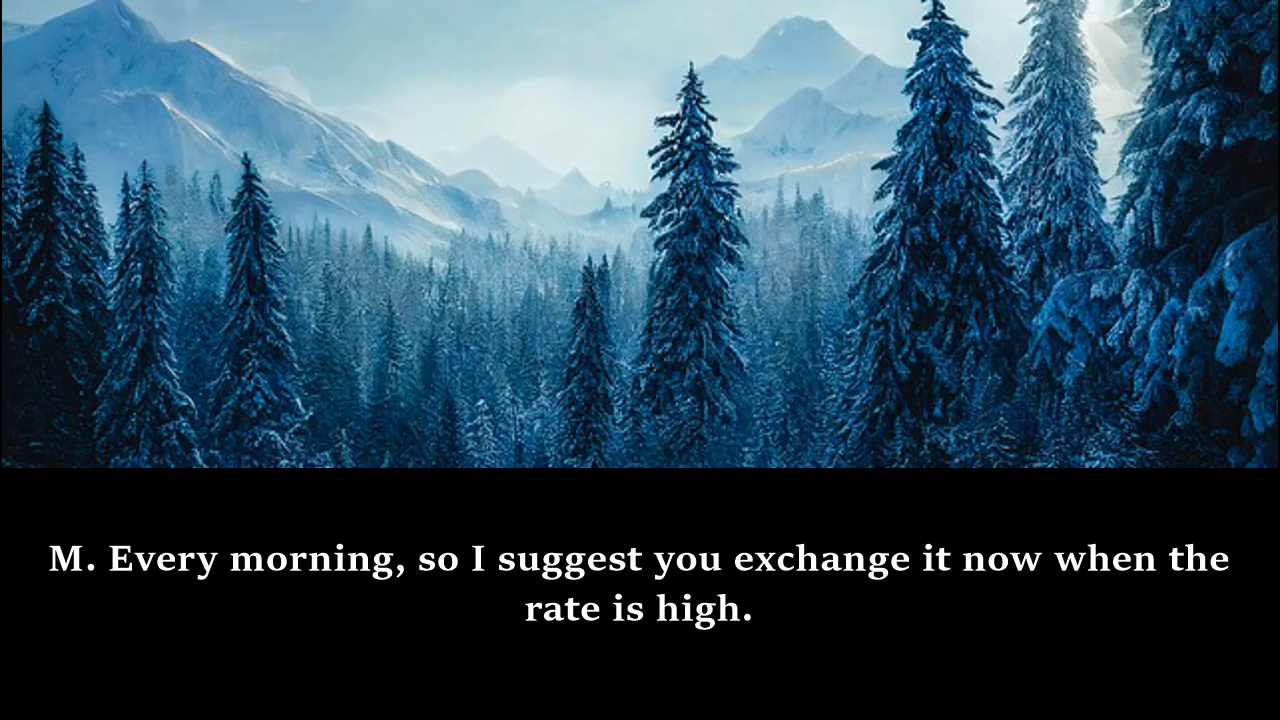 M. Every morning, so I suggest you exchange it now when the
rate is high.